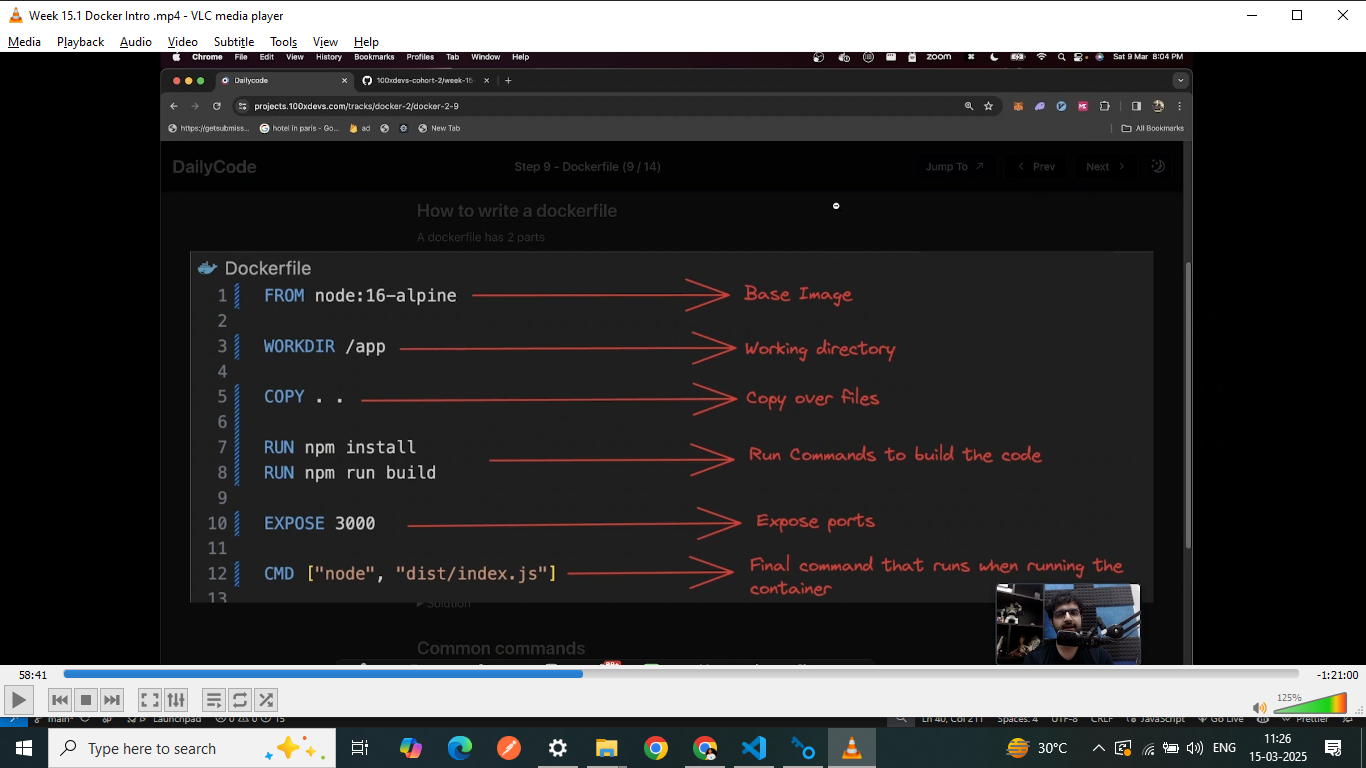 Week 15.1 Docker Intro .mp4 - VLC media player
Media Playback Audio Video Subtitle Tools View Help
Chrome File Edit View History Bookmarks Profiles Tab Window Help zoom Sat 9 Mar 8:04 PM
Dailycode 100xdevs-cohort-2/week-15
projects.100xdevs.com/tracks/docker-2/docker-2-9
https://getsubmiss... hotel in paris - Go... ad New Tab All Bookmarks
DailyCode Step 9 - Dockerfile (9 / 14) Jump To Prev Next
How to write a dockerfile
A dockerfile has 2 parts
Dockerfile
1 FROM node:16-alpine Base Image
2
3 WORKDIR /app Working directory
4
5 COPY . . Copy over files
6
7 RUN npm install
8 RUN npm run build Run Commands to build the code
9
10 EXPOSE 3000 Expose ports
11
12 CMD ["node", "dist/index.js"] Final command that runs when running the
container
13
Solution
Common commands
58:41 -1:21:00
125%
main* Launchpad 0 0 15 Ln 40, Col 211 Spaces: 4 UTF-8 CRLF JavaScript Go Live Prettier
Type here to search 30°C ENG 11:26
15-03-2025